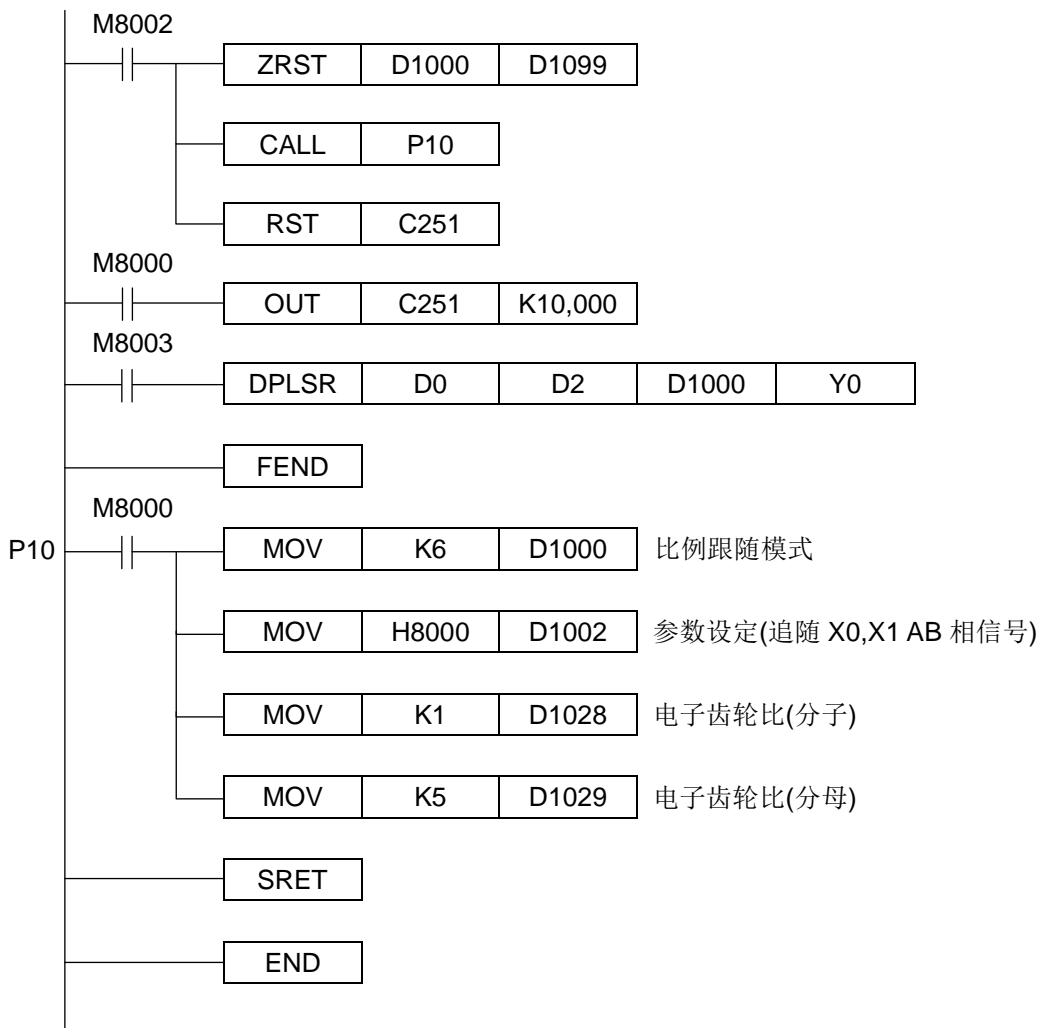 M8002
ZRST D1000 D1099
CALL P10
RST C251
M8000
OUT C251 K10,000
M8003
DPLSR D0 D2 D1000 Y0
FEND
M8000
P10 MOV K6 D1000 比例跟随模式
MOV H8000 D1002 参数设定(追随 X0,X1 AB 相信号)
MOV K1 D1028 电子齿轮比(分子)
MOV K5 D1029 电子齿轮比(分母)
SRET
END